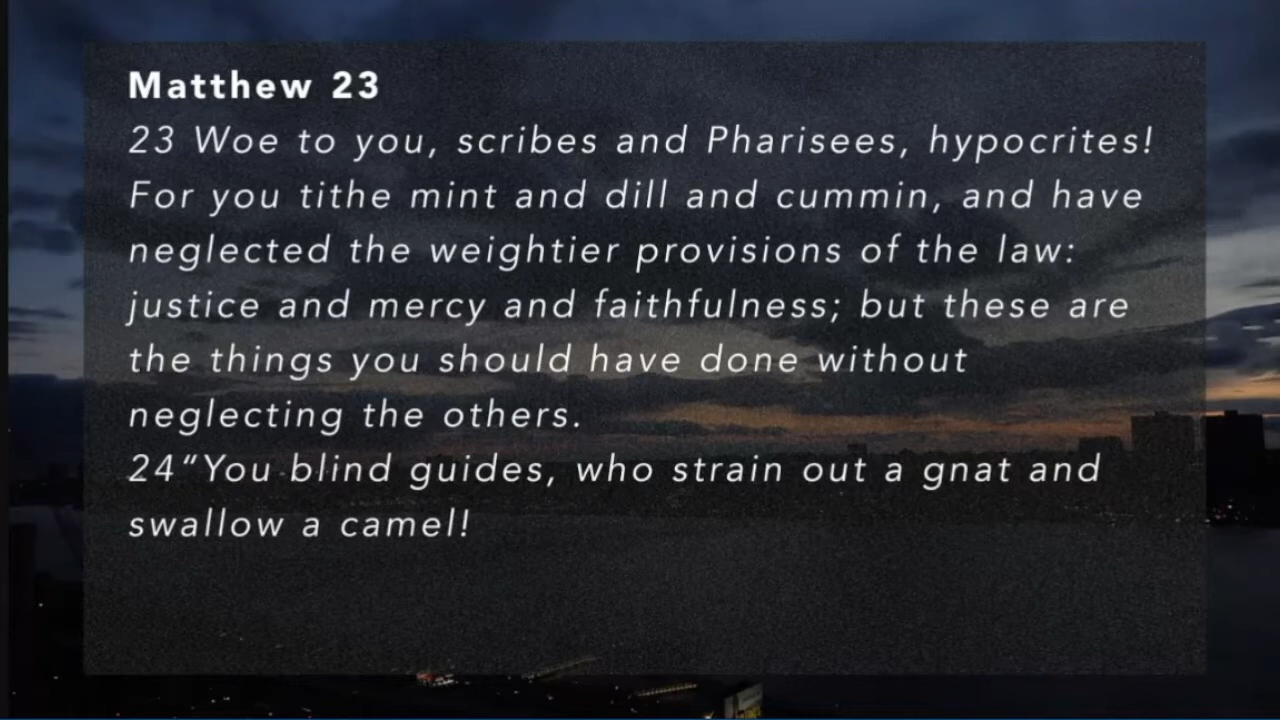 Matthew 23
23 Woe to you, scribes and Pharisees, hypocrites!
For you tithe mint and dill and cummin, and have
neglected the weightier provisions of the law:
justice and mercy and faithfulness; but these are
the things you should have done without
neglecting the others.
24“You blind guides, who strain out a gnat and
swallow a camel!